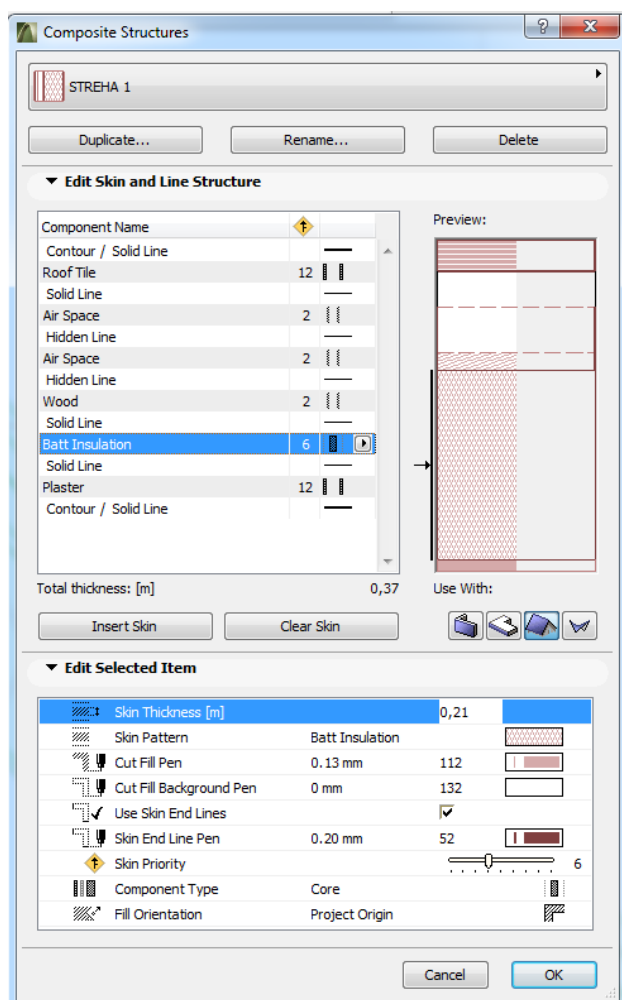 Composite Structures
STREHA 1
Duplicate... Rename... Delete
Edit Skin and Line Structure
Component Name
Preview:
Contour / Solid Line
Roof Tile 12
Solid Line
Air Space 2
Hidden Line
Air Space 2
Hidden Line
Wood 2
Solid Line
Batt Insulation 6
Solid Line
Plaster 12
Contour / Solid Line
Total thickness: [m] 0,37 Use With:
Insert Skin Clear Skin
Edit Selected Item
Skin Thickness [m] 0,21
Skin Pattern Batt Insulation
Cut Fill Pen 0.13 mm 112
Cut Fill Background Pen 0 mm 132
Use Skin End Lines
Skin End Line Pen 0.20 mm 52
Skin Priority 6
Component Type Core
Fill Orientation Project Origin
Cancel OK